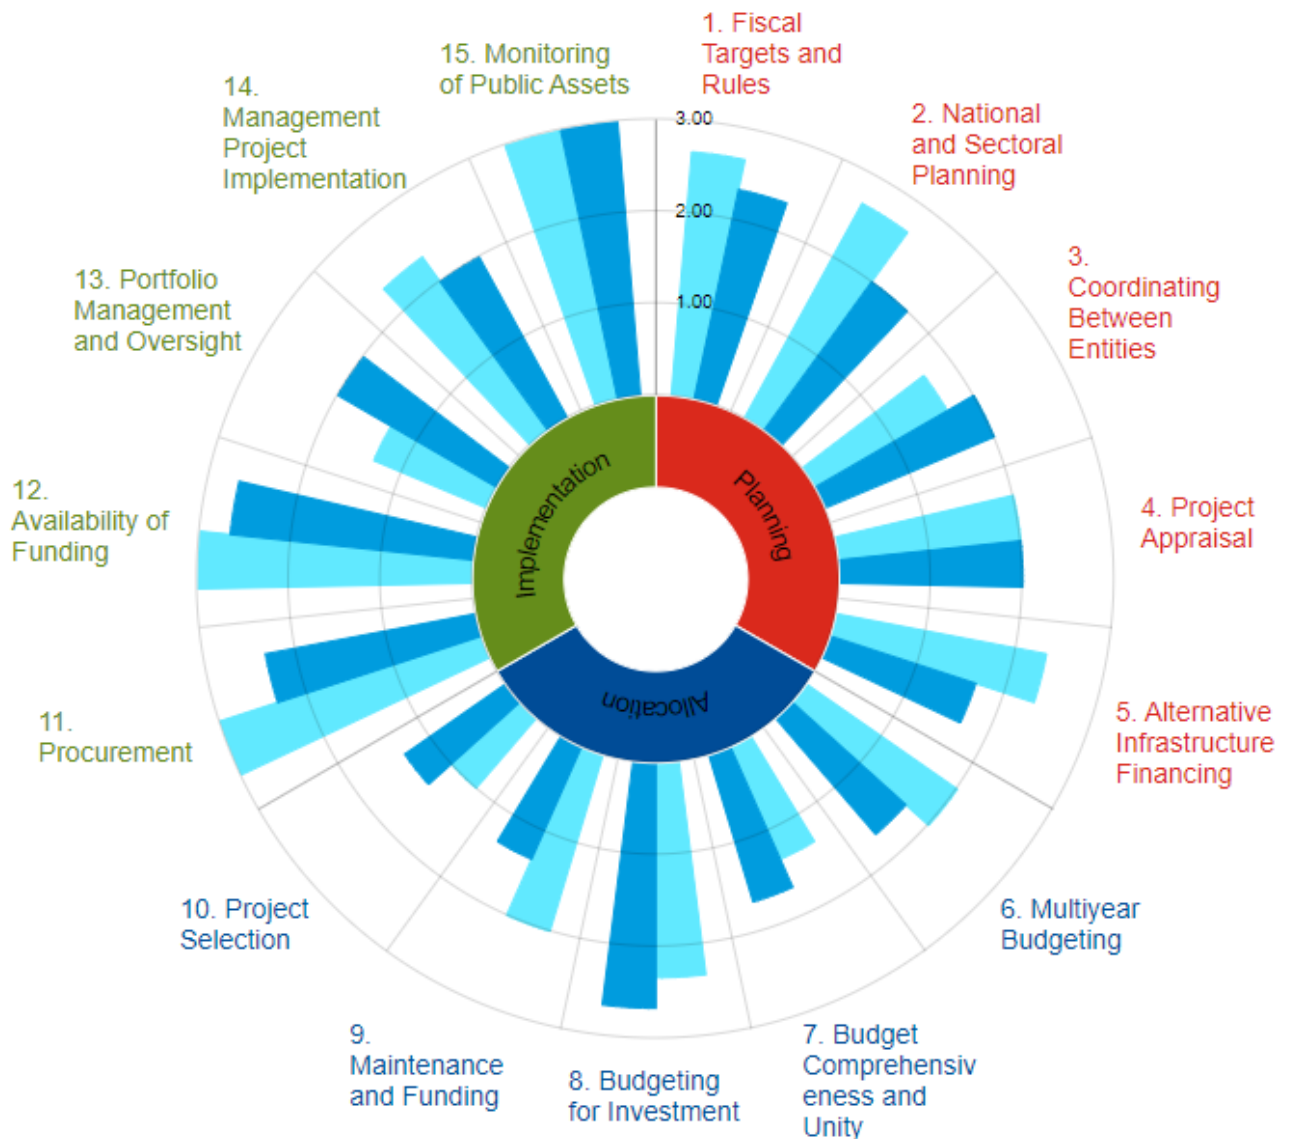 1. Fiscal
Targets and
Rules
2. National
and Sectoral
Planning
3.
Coordinating
Between
Entities
4. Project
Appraisal
5. Alternative
Infrastructure
Financing
6. Multiyear
Budgeting
7. Budget
Comprehensiv
eness and
Unity
8. Budgeting
for Investment
9.
Maintenance
and Funding
10. Project
Selection
11.
Procurement
12.
Availability of
Funding
13. Portfolio
Management
and Oversight
14.
Management
Project
Implementation
15. Monitoring
of Public Assets
3.00
2.00
1.00
Planning
Allocation
Implementation